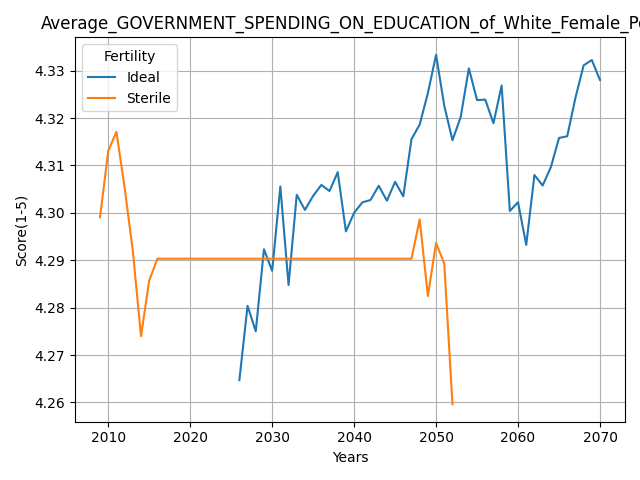 Average_GOVERNMENT_SPENDING_ON_EDUCATION_of_White_Female_P
Fertility
Ideal
Sterile
4.33
4.32
4.31
4.30
4.29
4.28
4.27
4.26
Score(1-5)
2010 2020 2030 2040 2050 2060 2070
Years